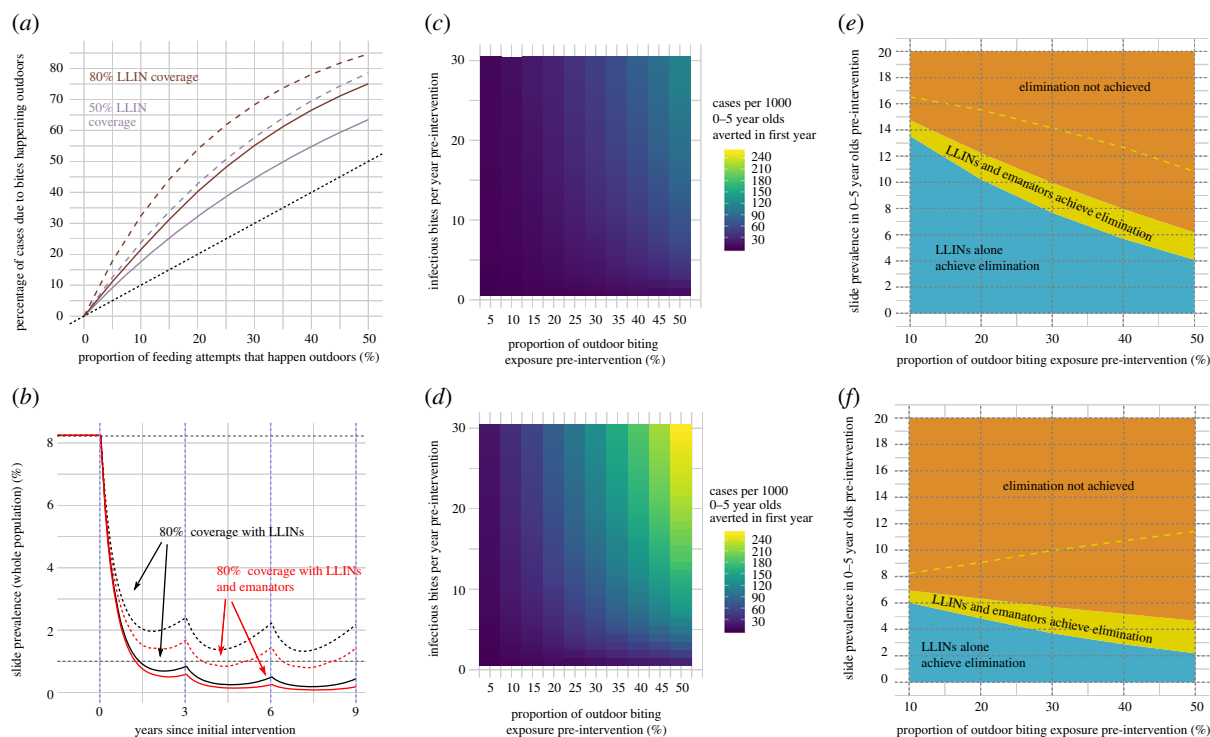 (a)
80
70
60
50
40
30
20
10
0
percentage of cases due to bites happening outdoors
80% LLIN coverage
50% LLIN
coverage
0 10 20 30 40 50
proportion of feeding attempts that happen outdoors (%)
(b)
8
6
4
2
0
slide prevalence (whole population) (%)
80% coverage with LLINs
80% coverage with LLINs
and emanators
0 3 6 9
years since initial intervention
(c)
30
20
10
0
infectious bites per year pre-intervention
5 10 15 20 25 30 35 40 45 50
proportion of outdoor biting
exposure pre-intervention (%)
cases per 1000
0–5 year olds
averted in first year
240
210
180
150
120
90
60
30
(d)
30
20
10
0
infectious bites per year pre-intervention
5 10 15 20 25 30 35 40 45 50
proportion of outdoor biting
exposure pre-intervention (%)
cases per 1000
0–5 year olds
averted in first year
240
210
180
150
120
90
60
30
(e)
20
18
16
14
12
10
8
6
4
2
0
slide prevalence in 0–5 year olds pre-intervention
elimination not achieved
LLINs and emanators achieve elimination
LLINs alone
achieve elimination
10 20 30 40 50
proportion of outdoor biting exposure pre-intervention (%)
(f)
20
18
16
14
12
10
8
6
4
2
0
slide prevalence in 0–5 year olds pre-intervention
elimination not achieved
LLINs and emanators achieve elimination
LLINs alone
achieve elimination
10 20 30 40 50
proportion of outdoor biting exposure pre-intervention (%)